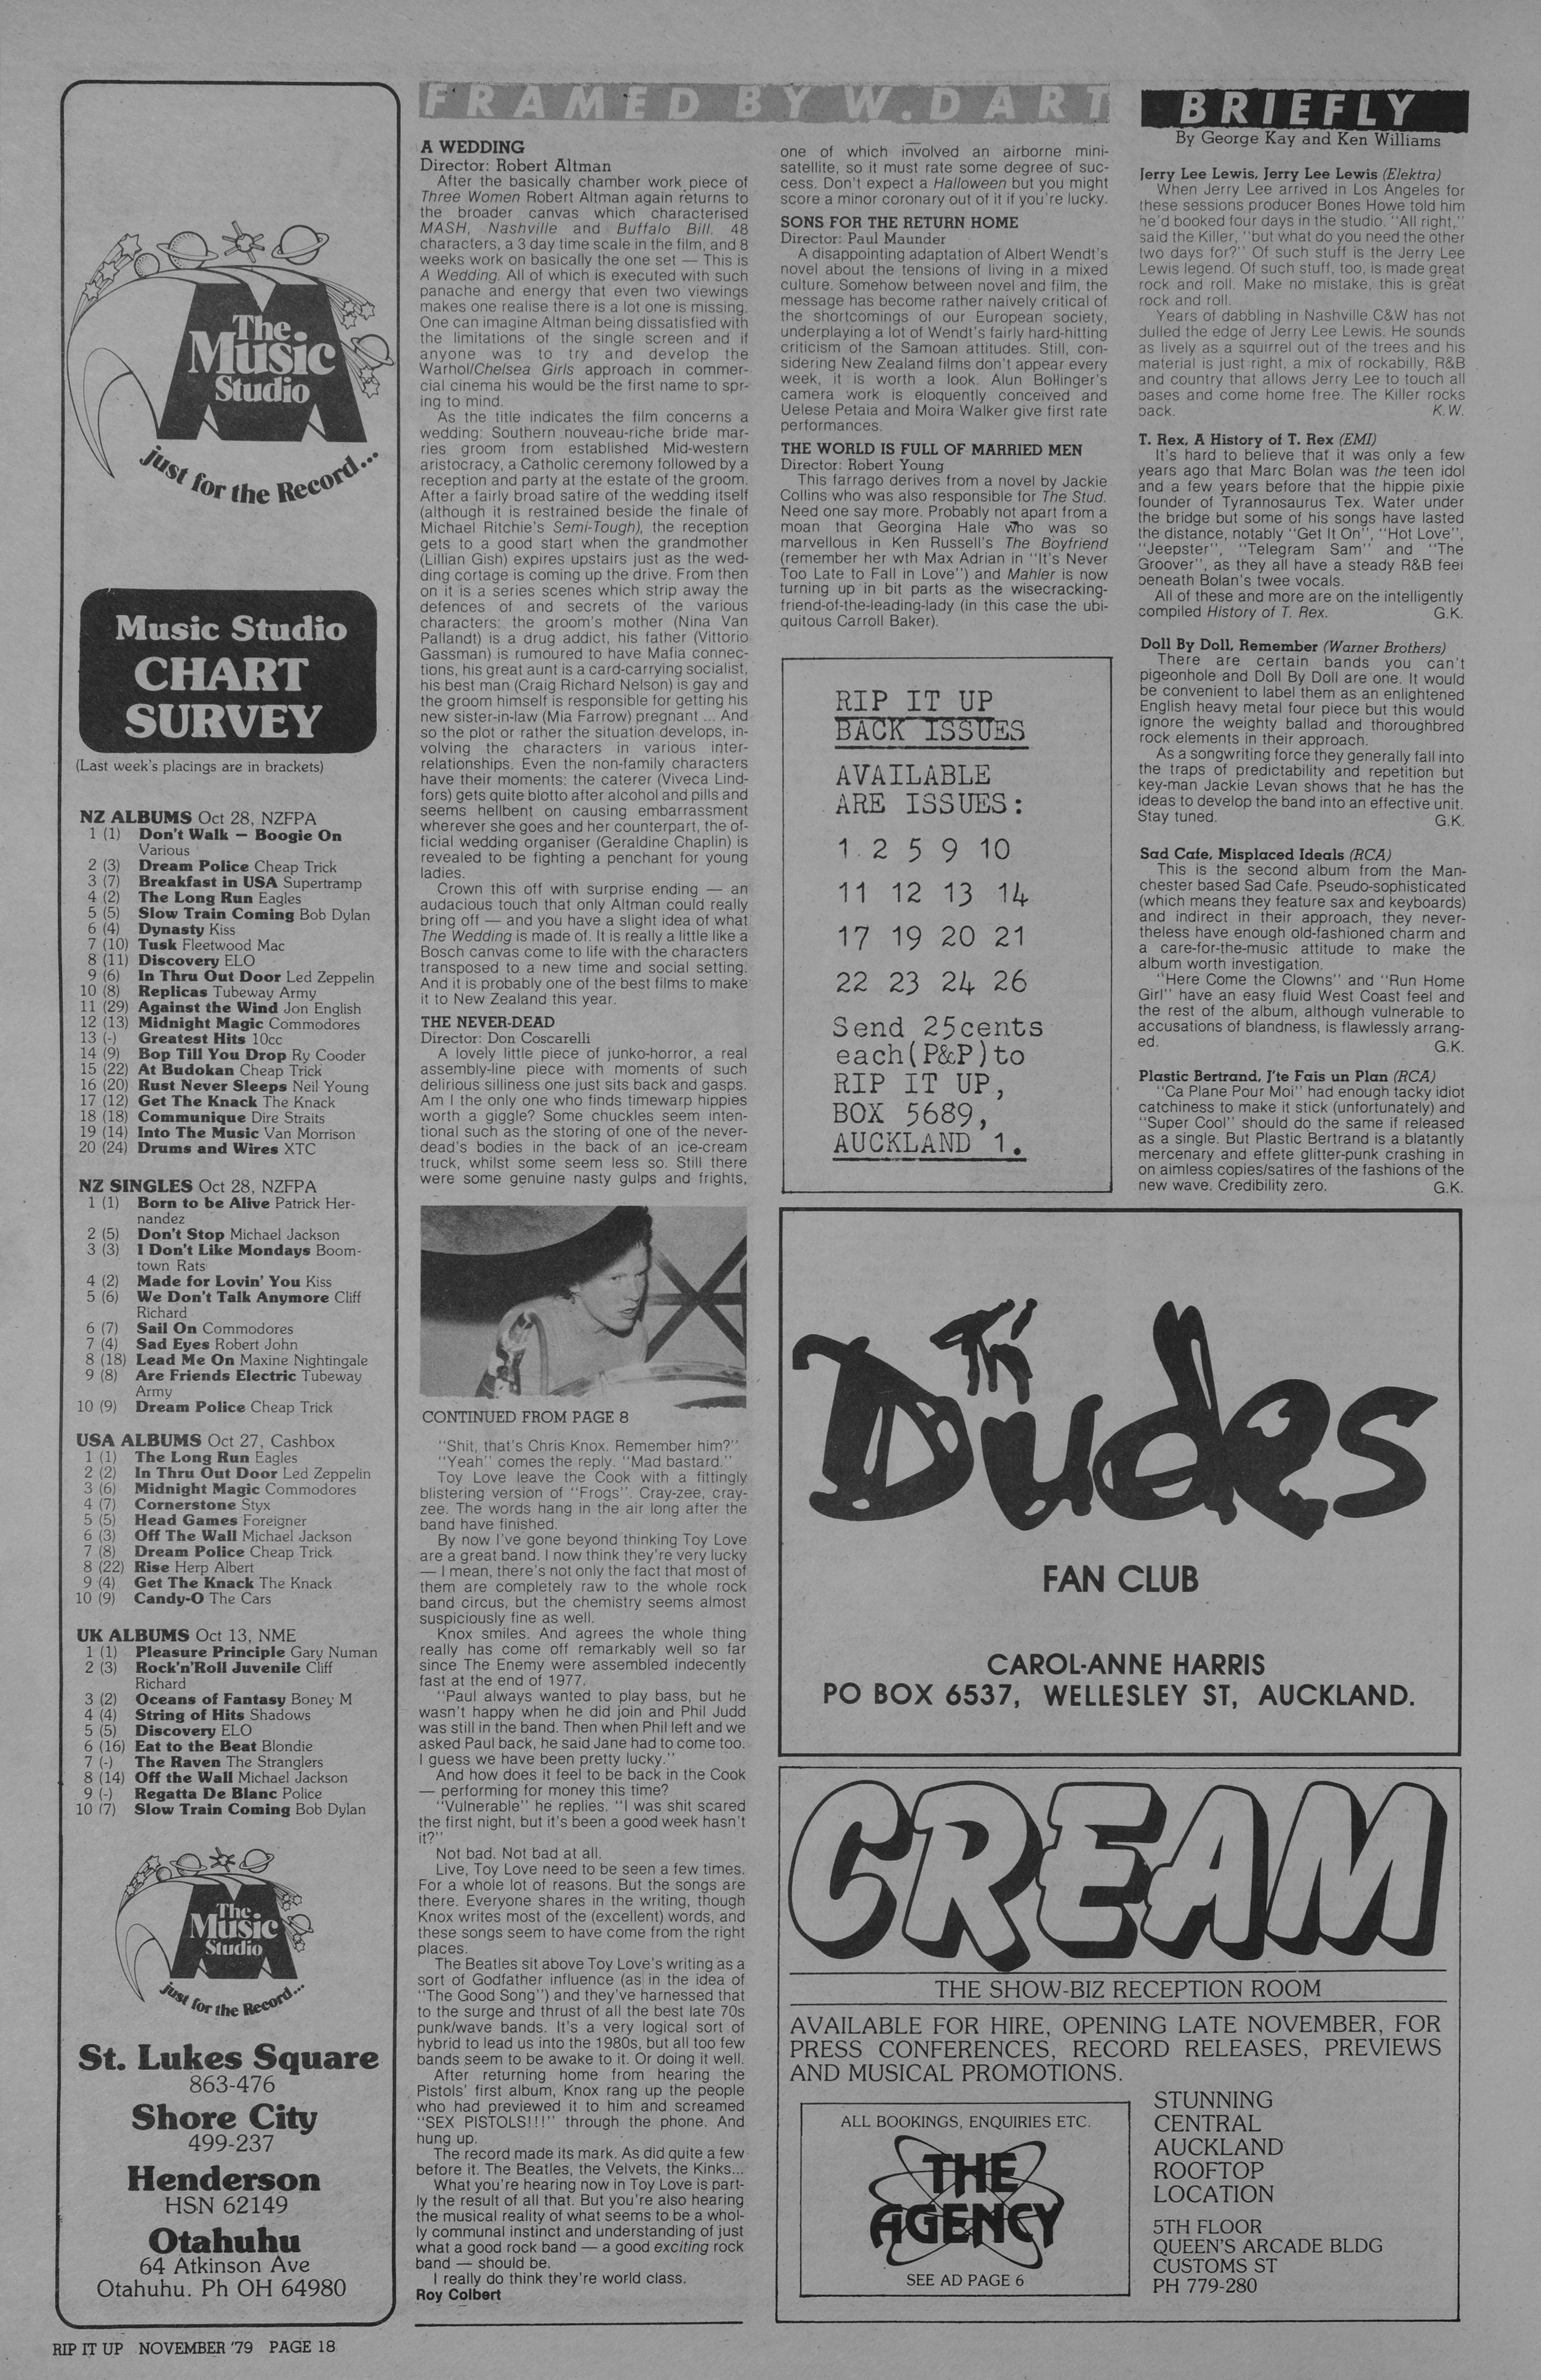 The
Music
Studio
just for the Record...
Music Studio
CHART
SURVEY
(Last week's placings are in brackets)
NZ ALBUMS Oct 28, NZFPA
1 (1) Don't Walk — Boogie On
Various
2 (3) Dream Police Cheap Trick
3 (7) Breakfast in USA Supertramp
4 (2) The Long Run Eagles
5 (5) Slow Train Coming Bob Dylan
6 (4) Dynasty Kiss
7 (10) Tusk Fleetwood Mac
8 (11) Discovery ELO
9 (6) In Thru Out Door Led Zeppelin
10 (8) Replicas Tubeway Army
11 (29) Against the Wind Jon English
12 (13) Midnight Magic Commodores
13 (-) Greatest Hits 10cc
14 (9) Bop Till You Drop Ry Cooder
15 (22) At Budokan Cheap Trick
16 (20) Rust Never Sleeps Neil Young
17 (12) Get The Knack The Knack
18 (18) Communique Dire Straits
19 (14) Into The Music Van Morrison
20 (24) Drums and Wires XTC
NZ SINGLES Oct 28, NZFPA
1 (1) Born to be Alive Patrick Her-
nandez
2 (5) Don't Stop Michael Jackson
3 (3) I Don't Like Mondays Boom-
town Rats
4 (2) Made for Lovin' You Kiss
5 (6) We Don't Talk Anymore Cliff
Richard
6 (7) Sail On Commodores
7 (4) Sad Eyes Robert John
8 (18) Lead Me On Maxine Nightingale
9 (8) Are Friends Electric Tubeway
Army
10 (9) Dream Police Cheap Trick
USA ALBUMS Oct 27, Cashbox
1 (1) The Long Run Eagles
2 (2) In Thru Out Door Led Zeppelin
3 (6) Midnight Magic Commodores
4 (7) Cornerstone Styx
5 (5) Head Games Foreigner
6 (3) Off The Wall Michael Jackson
7 (8) Dream Police Cheap Trick
8 (22) Rise Herp Albert
9 (4) Get The Knack The Knack
10 (9) Candy-O The Cars
UK ALBUMS Oct 13, NME
1 (1) Pleasure Principle Gary Numan
2 (3) Rock'n'Roll Juvenile Cliff
Richard
3 (2) Oceans of Fantasy Boney M
4 (4) String of Hits Shadows
5 (5) Discovery ELO
6 (16) Eat to the Beat Blondie
7 (-) The Raven The Stranglers
8 (14) Off the Wall Michael Jackson
9 (-) Regatta De Blanc Police
10 (7) Slow Train Coming Bob Dylan
The
Music
Studio
just for the Record...
St. Lukes Square
863-476
Shore City
499-237
Henderson
HSN 62149
Otahuhu
64 Atkinson Ave
Otahuhu. Ph OH 64980
FRAMED BY W. DART
A WEDDING
Director: Robert Altman
After the basically chamber work piece of
Three Women Robert Altman again returns to
the broader canvas which characterised
MASH, Nashville and Buffalo Bill. 48
characters, a 3 day time scale in the film, and 8
weeks work on basically the one set — This is
A Wedding. All of which is executed with such
panache and energy that even two viewings
makes one realise there is a lot one is missing.
One can imagine Altman being dissatisfied with
the limitations of the single screen and if
anyone was to try and develop the
Warhol/Chelsea Girls approach in commer-
cial cinema his would be the first name to spr-
ing to mind.
As the title indicates the film concerns a
wedding: Southern nouveau-riche bride mar-
ries groom from established Mid-western
aristocracy, a Catholic ceremony followed by a
reception and party at the estate of the groom.
After a fairly broad satire of the wedding itself
(although it is restrained beside the finale of
Michael Ritchie's Semi-Tough), the reception
gets to a good start when the grandmother
(Lillian Gish) expires upstairs just as the wed-
ding cortage is coming up the drive. From then
on it is a series scenes which strip away the
defences of and secrets of the various
characters: the groom's mother (Nina Van
Pallandt) is a drug addict, his father (Vittorio
Gassman) is rumoured to have Mafia connec-
tions, his great aunt is a card-carrying socialist,
his best man (Craig Richard Nelson) is gay and
the groom himself is responsible for getting his
new sister-in-law (Mia Farrow) pregnant ... And
so the plot or rather the situation develops, in-
volving the characters in various inter-
relationships. Even the non-family characters
have their moments: the caterer (Viveca Lind-
fors) gets quite blotto after alcohol and pills and
seems hellbent on causing embarrassment
wherever she goes and her counterpart, the of-
ficial wedding organiser (Geraldine Chaplin) is
revealed to be fighting a penchant for young
ladies.
Crown this off with surprise ending — an
audacious touch that only Altman could really
bring off — and you have a slight idea of what
The Wedding is made of. It is really a little like a
Bosch canvas come to life with the characters
transposed to a new time and social setting.
And it is probably one of the best films to make
it to New Zealand this year.
THE NEVER-DEAD
Director: Don Coscarelli
A lovely little piece of junko-horror, a real
assembly-line piece with moments of such
delirious silliness one just sits back and gasps.
Am I the only one who finds timewarp hippies
worth a giggle? Some chuckles seem inten-
tional such as the storing of one of the never-
dead's bodies in the back of an ice-cream
truck, whilst some seem less so. Still there
were some genuine nasty gulps and frights,
one of which involved an airborne mini-
satellite, so it must rate some degree of suc-
cess. Don't expect a Halloween but you might
score a minor coronary out of it if you're lucky.
SONS FOR THE RETURN HOME
Director: Paul Maunder
A disappointing adaptation of Albert Wendt's
novel about the tensions of living in a mixed
culture. Somehow between novel and film, the
message has become rather naively critical of
the shortcomings of our European society,
underplaying a lot of Wendt's fairly hard-hitting
criticism of the Samoan attitudes. Still, con-
sidering New Zealand films don't appear every
week, it is worth a look. Alun Bollinger's
camera work is eloquently conceived and
Uelese Petaia and Moira Walker give first rate
performances.
THE WORLD IS FULL OF MARRIED MEN
Director: Robert Young
This farrago derives from a novel by Jackie
Collins who was also responsible for The Stud.
Need one say more. Probably not apart from a
moan that Georgina Hale who was so
marvellous in Ken Russell's The Boyfriend
(remember her wth Max Adrian in "It's Never
Too Late to Fall in Love") and Mahler is now
turning up in bit parts as the wisecracking-
friend-of-the-leading-lady (in this case the ubi-
quitous Carroll Baker).
RIP IT UP
BACK ISSUES
AVAILABLE
ARE ISSUES:
1 2 5 9 10
11 12 13 14
17 19 20 21
22 23 24 26
Send 25cents
each(P&P)to
RIP IT UP,
BOX 5689,
AUCKLAND 1.
BRIEFLY
By George Kay and Ken Williams
Jerry Lee Lewis, Jerry Lee Lewis (Elektra)
When Jerry Lee arrived in Los Angeles for
these sessions producer Bones Howe told him
he'd booked four days in the studio. "All right,"
said the Killer, "but what do you need the other
two days for?" Of such stuff is the Jerry Lee
Lewis legend. Of such stuff, too, is made great
rock and roll. Make no mistake, this is great
rock and roll.
Years of dabbling in Nashville C&W has not
dulled the edge of Jerry Lee Lewis. He sounds
as lively as a squirrel out of the trees and his
material is just right, a mix of rockabilly, R&B
and country that allows Jerry Lee to touch all
bases and come home free. The Killer rocks
back. K.W.
T. Rex, A History of T. Rex (EMI)
It's hard to believe that it was only a few
years ago that Marc Bolan was the teen idol
and a few years before that the hippie pixie
founder of Tyrannosaurus Tex. Water under
the bridge but some of his songs have lasted
the distance, notably "Get It On", "Hot Love",
"Jeepster", "Telegram Sam" and "The
Groover", as they all have a steady R&B feel
beneath Bolan's twee vocals.
All of these and more are on the intelligently
compiled History of T. Rex. G.K.
Doll By Doll, Remember (Warner Brothers)
There are certain bands you can't
pigeonhole and Doll By Doll are one. It would
be convenient to label them as an enlightened
English heavy metal four piece but this would
ignore the weighty ballad and thoroughbred
rock elements in their approach.
As a songwriting force they generally fall into
the traps of predictability and repetition but
key-man Jackie Levan shows that he has the
ideas to develop the band into an effective unit.
Stay tuned. G.K.
Sad Cafe, Misplaced Ideals (RCA)
This is the second album from the Man-
chester based Sad Cafe. Pseudo-sophisticated
(which means they feature sax and keyboards)
and indirect in their approach, they never-
theless have enough old-fashioned charm and
a care-for-the-music attitude to make the
album worth investigation.
"Here Come the Clowns" and "Run Home
Girl" have an easy fluid West Coast feel and
the rest of the album, although vulnerable to
accusations of blandness, is flawlessly arrang-
ed. G.K.
Plastic Bertrand, J'te Fais un Plan (RCA)
"Ca Plane Pour Moi" had enough tacky idiot
catchiness to make it stick (unfortunately) and
"Super Cool" should do the same if released
as a single. But Plastic Bertrand is a blatantly
mercenary and effete glitter-punk crashing in
on aimless copies/satires of the fashions of the
new wave. Credibility zero. G.K.
CONTINUED FROM PAGE 8
"Shit, that's Chris Knox. Remember him?"
"Yeah" comes the reply. "Mad bastard."
Toy Love leave the Cook with a fittingly
blistering version of "Frogs". Cray-zee, cray-
zee. The words hang in the air long after the
band have finished.
By now I've gone beyond thinking Toy Love
are a great band. I now think they're very lucky
— I mean, there's not only the fact that most of
them are completely raw to the whole rock
band circus, but the chemistry seems almost
suspiciously fine as well.
Knox smiles. And agrees the whole thing
really has come off remarkably well so far
since The Enemy were assembled indecently
fast at the end of 1977.
"Paul always wanted to play bass, but he
wasn't happy when he did join and Phil Judd
was still in the band. Then when Phil left and we
asked Paul back, he said Jane had to come too.
I guess we have been pretty lucky."
And how does it feel to be back in the Cook
— performing for money this time?
"Vulnerable" he replies. "I was shit scared
the first night, but it's been a good week hasn't
it?"
Not bad. Not bad at all.
Live, Toy Love need to be seen a few times.
For a whole lot of reasons. But the songs are
there. Everyone shares in the writing, though
Knox writes most of the (excellent) words, and
these songs seem to have come from the right
places.
The Beatles sit above Toy Love's writing as a
sort of Godfather influence (as in the idea of
"The Good Song") and they've harnessed that
to the surge and thrust of all the best late 70s
punk/wave bands. It's a very logical sort of
hybrid to lead us into the 1980s, but all too few
bands seem to be awake to it. Or doing it well.
After returning home from hearing the
Pistols' first album, Knox rang up the people
who had previewed it to him and screamed
"SEX PISTOLS!!!" through the phone. And
hung up.
The record made its mark. As did quite a few
before it. The Beatles, the Velvets, the Kinks...
What you're hearing now in Toy Love is part-
ly the result of all that. But you're also hearing
the musical reality of what seems to be a whol-
ly communal instinct and understanding of just
what a good rock band — a good exciting rock
band — should be.
I really do think they're world class.
Roy Colbert
Th'
Dudes
FAN CLUB
CAROL-ANNE HARRIS
PO BOX 6537, WELLESLEY ST, AUCKLAND.
CREAM
THE SHOW-BIZ RECEPTION ROOM
AVAILABLE FOR HIRE, OPENING LATE NOVEMBER, FOR
PRESS CONFERENCES, RECORD RELEASES, PREVIEWS
AND MUSICAL PROMOTIONS.
ALL BOOKINGS, ENQUIRIES ETC.
THE
AGENCY
SEE AD PAGE 6
STUNNING
CENTRAL
AUCKLAND
ROOFTOP
LOCATION
5TH FLOOR
QUEEN'S ARCADE BLDG
CUSTOMS ST
PH 779-280
RIP IT UP NOVEMBER '79 PAGE 18